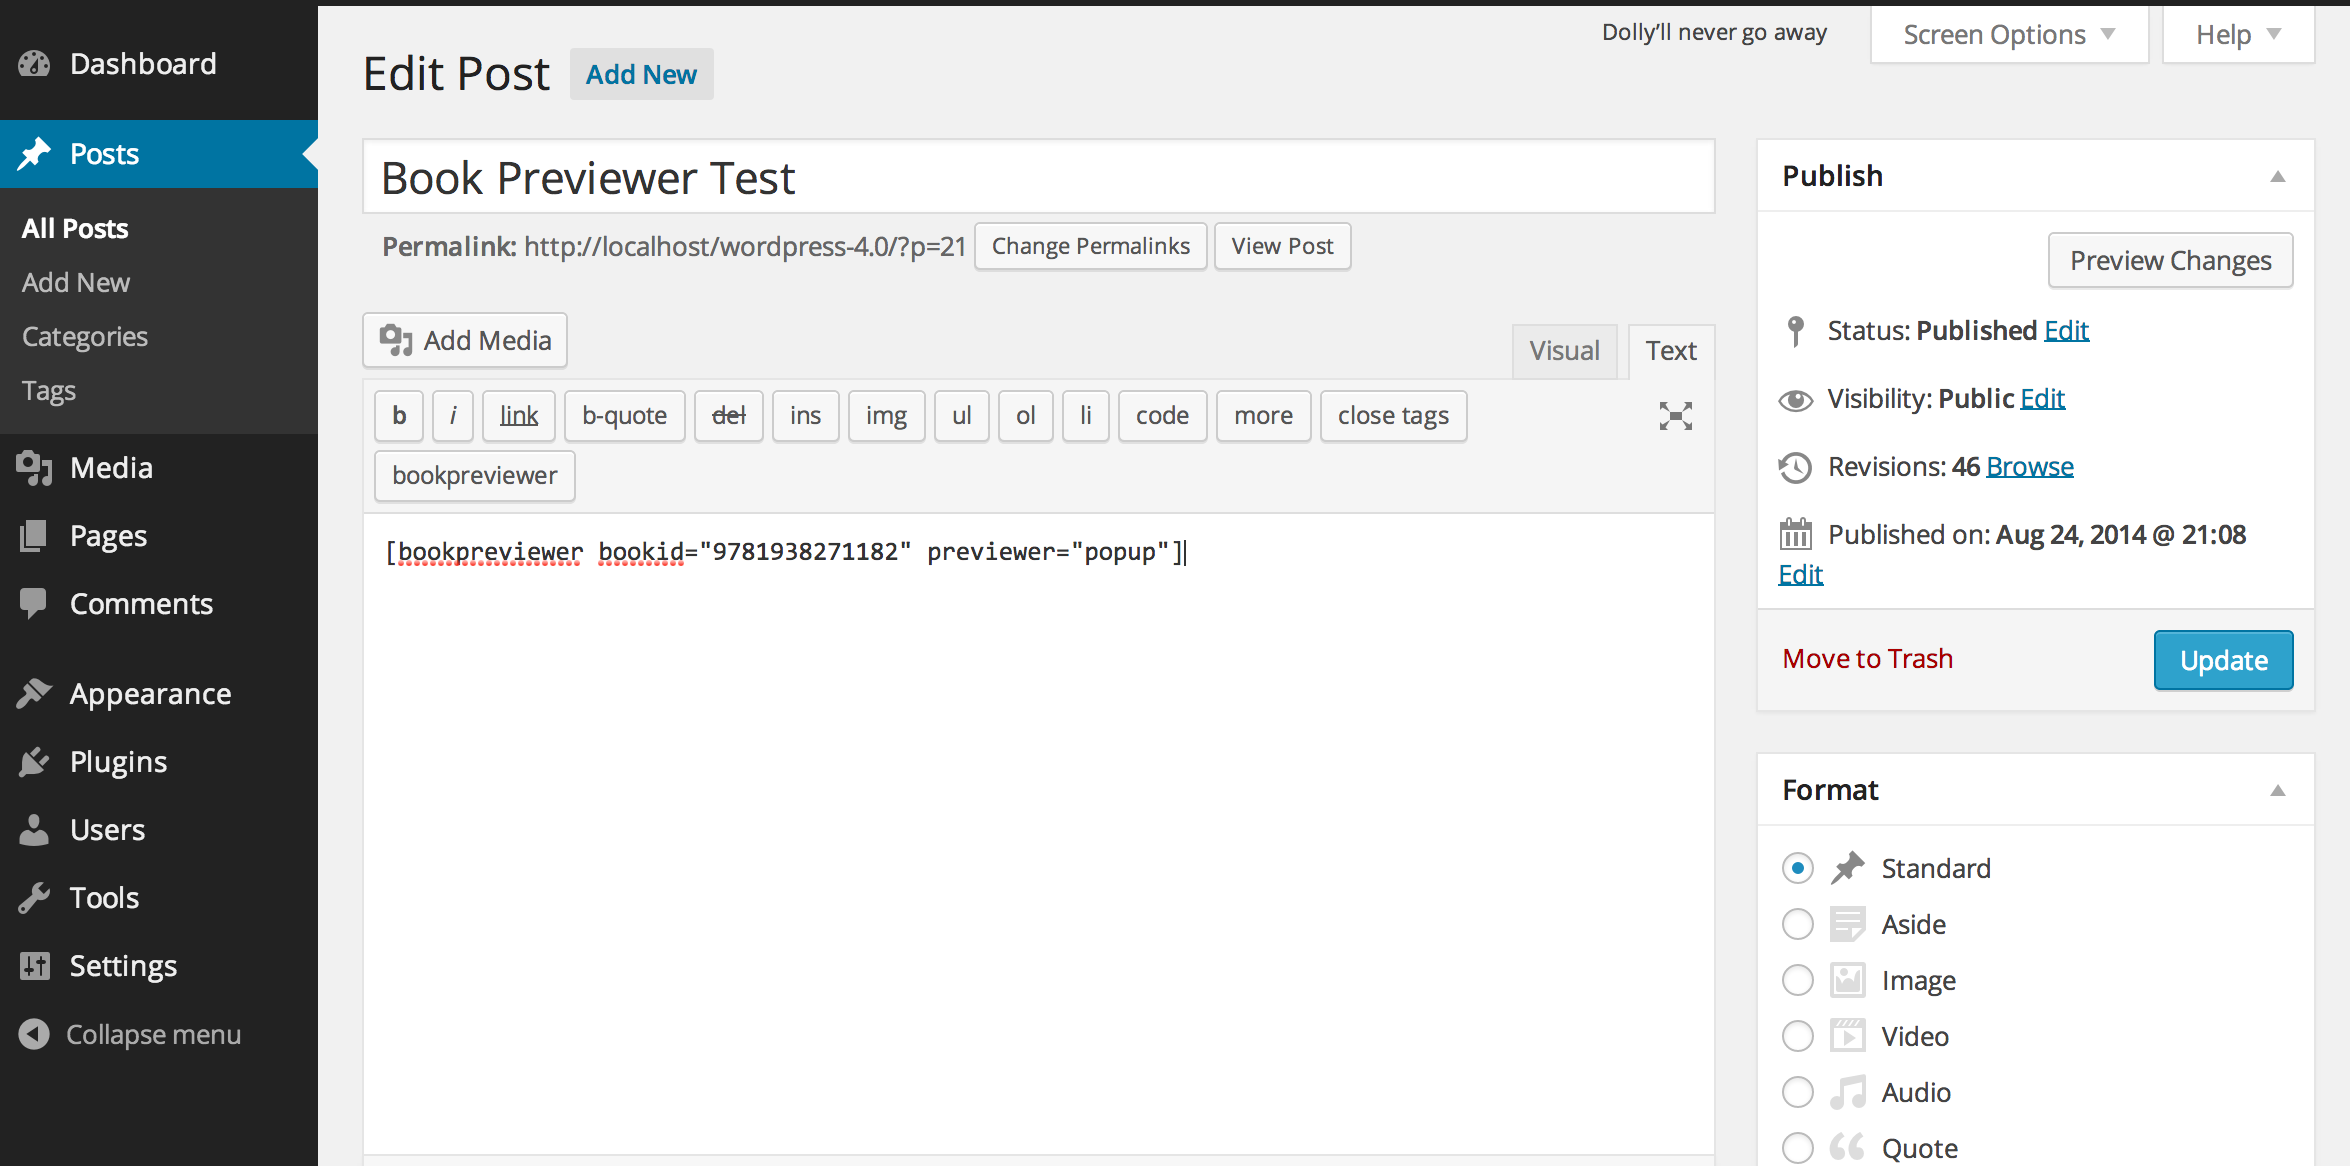 Dashboard
Posts
All Posts
Add New
Categories
Tags
Media
Pages
Comments
Appearance
Plugins
Users
Tools
Settings
Collapse menu
Dolly’ll never go away
Screen Options
Help
Edit Post Add New
Book Previewer Test
Permalink: http://localhost/wordpress-4.0/?p=21 Change Permalinks View Post
Add Media
Visual Text
b i link b-quote del ins img ul ol li code more close tags
bookpreviewer
[bookpreviewer bookid="9781938271182" previewer="popup"]
Publish
Preview Changes
Status: Published Edit
Visibility: Public Edit
Revisions: 46 Browse
Published on: Aug 24, 2014 @ 21:08
Edit
Move to Trash Update
Format
Standard
Aside
Image
Video
Audio
Quote